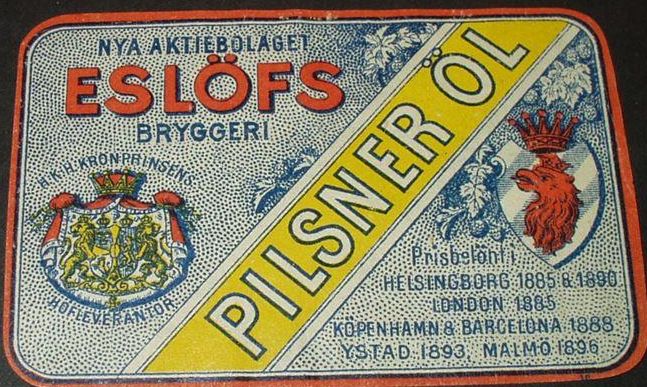 NYA AKTIEBOLAGET
ESLÖFS
BRYGGERI
H.K.H. KRONPRINSENS
HOFLEVERANTÖR
PILSNER ÖL
Prisbelönt i
HELSINGBORG 1885 & 1890
LONDON 1885
KÖPENHAMN & BARCELONA 1888
YSTAD 1893, MALMÖ 1896